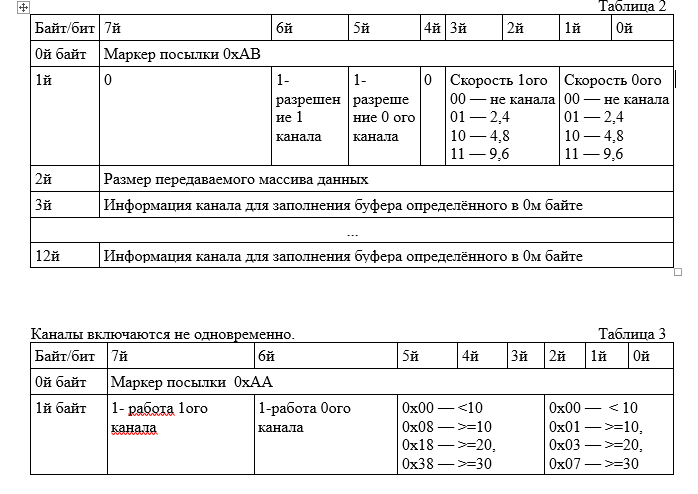 Таблица 2
Байт/бит 7й 6й 5й 4й 3й 2й 1й 0й
0й байт Маркер посылки 0xAB
1й 0 1- 1- 0 Скорость 1ого Скорость 0ого
разрешен разреше 00 — не канала 00 — не канала
ие 1 ние 0 ого 01 — 2,4 01 — 2,4
канала канала 10 — 4,8 10 — 4,8
11 — 9,6 11 — 9,6
2й Размер передаваемого массива данных
3й Информация канала для заполнения буфера определённого в 0м байте
...
12й Информация канала для заполнения буфера определённого в 0м байте
Каналы включаются не одновременно. Таблица 3
Байт/бит 7й 6й 5й 4й 3й 2й 1й 0й
0й байт Маркер посылки 0xAA
1й байт 1- работа 1ого 1-работа 0ого 0x00 — <10 0x00 — < 10
канала канала 0x08 — >=10 0x01 — >=10,
0x18 — >=20, 0x03 — >=20,
0x38 — >=30 0x07 — >=30